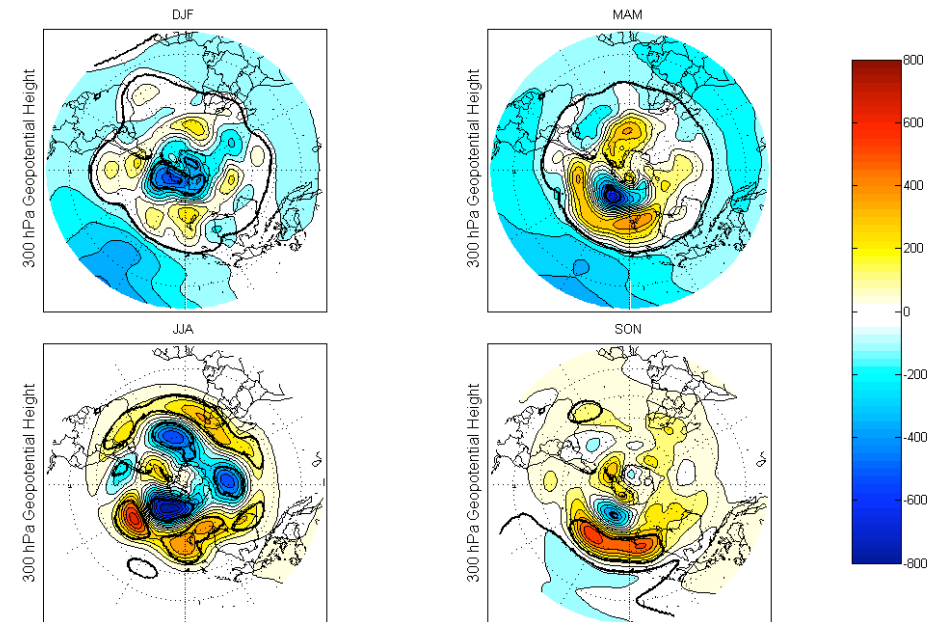 DJF
300 hPa Geopotential Height
MAM
300 hPa Geopotential Height
JJA
300 hPa Geopotential Height
SON
300 hPa Geopotential Height
800
600
400
200
0
-200
-400
-600
-800